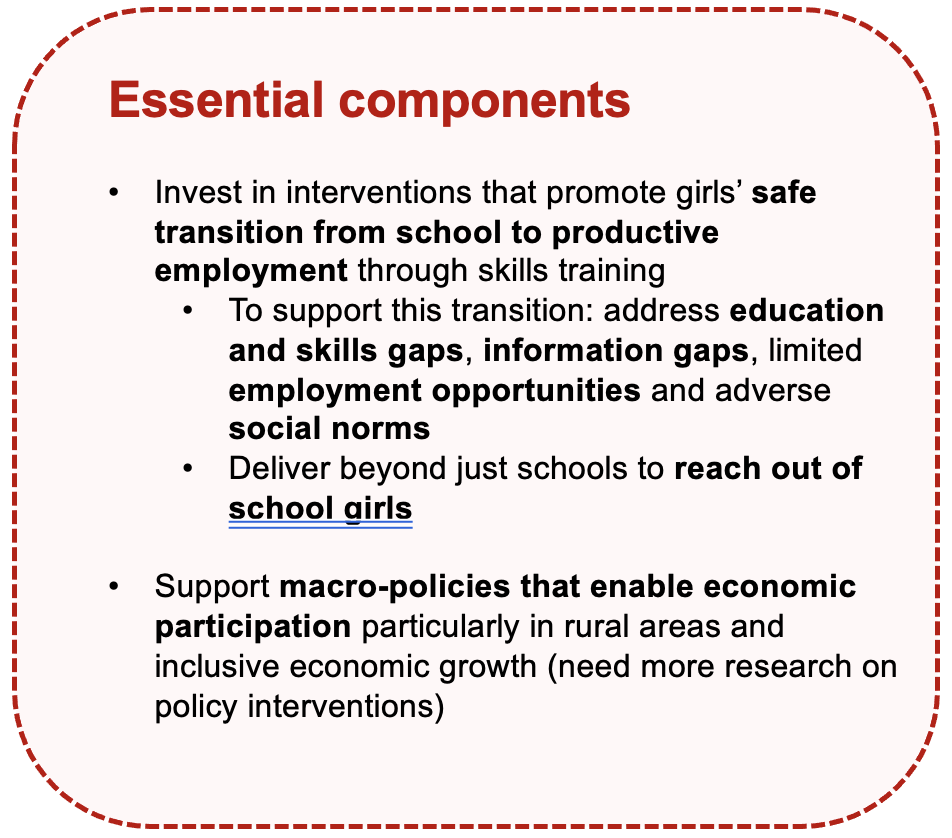 Essential components
• Invest in interventions that promote girls’ safe
transition from school to productive
employment through skills training
• To support this transition: address education
and skills gaps, information gaps, limited
employment opportunities and adverse
social norms
• Deliver beyond just schools to reach out of
school girls
• Support macro-policies that enable economic
participation particularly in rural areas and
inclusive economic growth (need more research on
policy interventions)